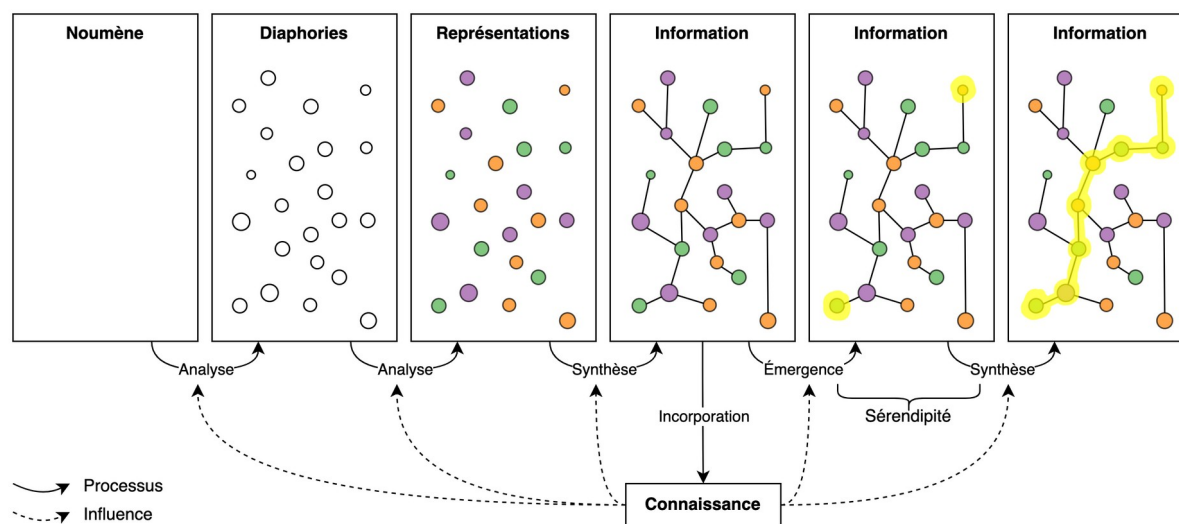 Noumène
Diaphories
Représentations
Information
Information
Information
Analyse
Analyse
Synthèse
Émergence
Synthèse
Incorporation
Sérendipité
Connaissance
Processus
Influence